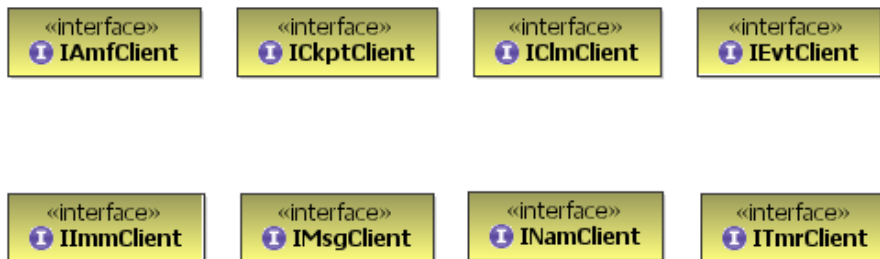 «interface» «interface» «interface» «interface»
I IAmfClient I ICkptClient I IClmClient I IEvtClient
«interface» «interface» «interface» «interface»
I IImmClient I IMsgClient I INamClient I ITmrClient